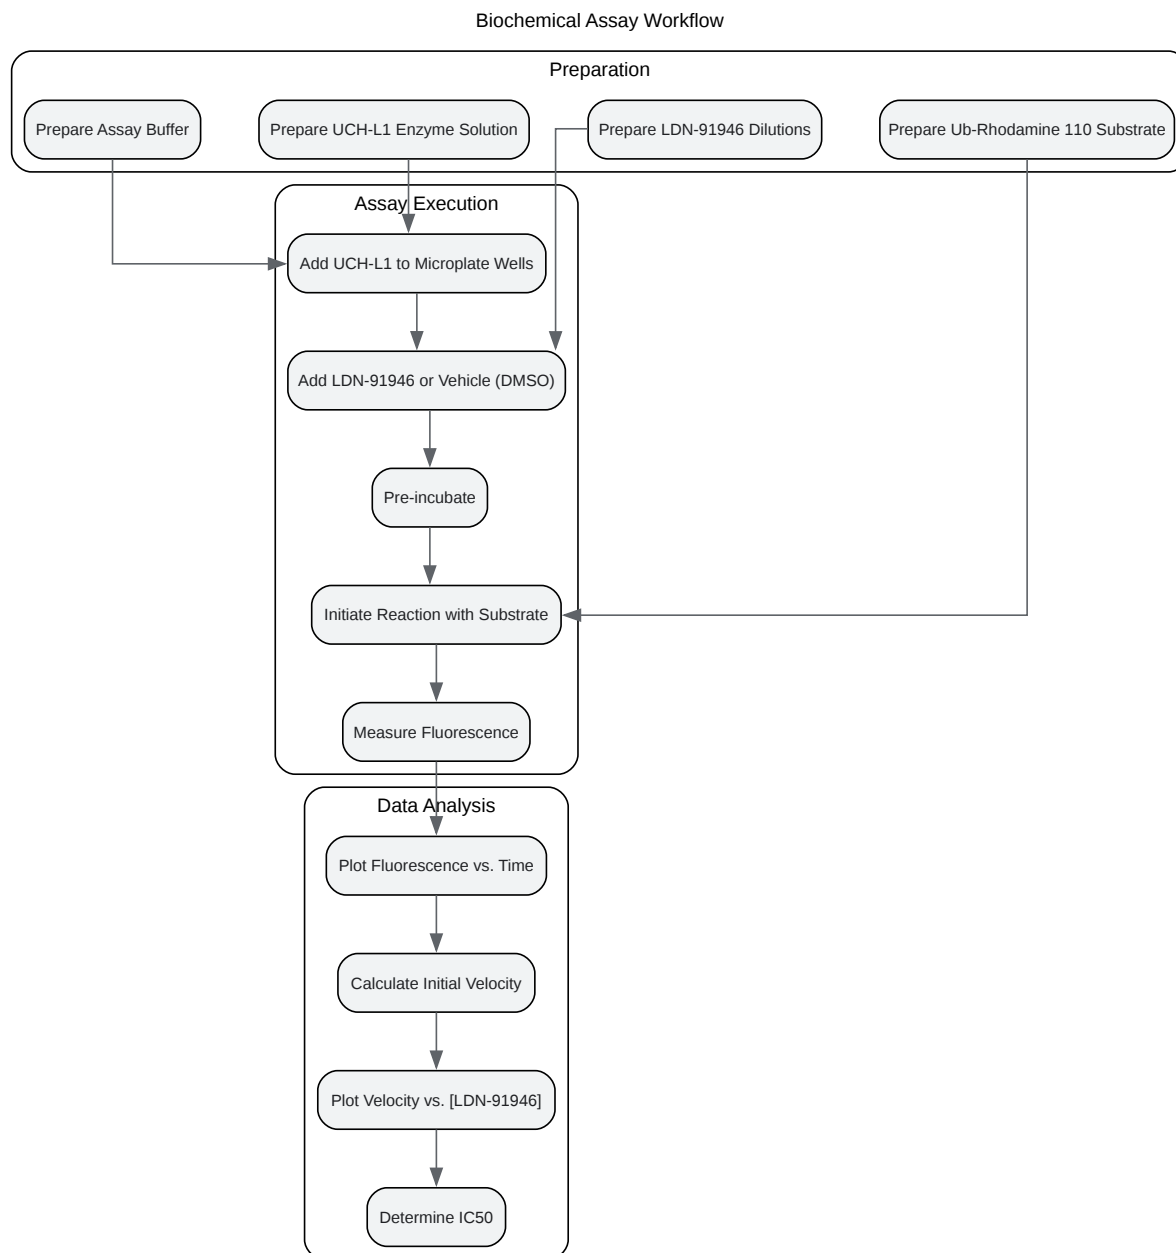 Biochemical Assay Workflow
Preparation
Prepare Assay Buffer
Prepare UCH-L1 Enzyme Solution
Prepare LDN-91946 Dilutions
Prepare Ub-Rhodamine 110 Substrate
Assay Execution
Add UCH-L1 to Microplate Wells
Add LDN-91946 or Vehicle (DMSO)
Pre-incubate
Initiate Reaction with Substrate
Measure Fluorescence
Data Analysis
Plot Fluorescence vs. Time
Calculate Initial Velocity
Plot Velocity vs. [LDN-91946]
Determine IC50